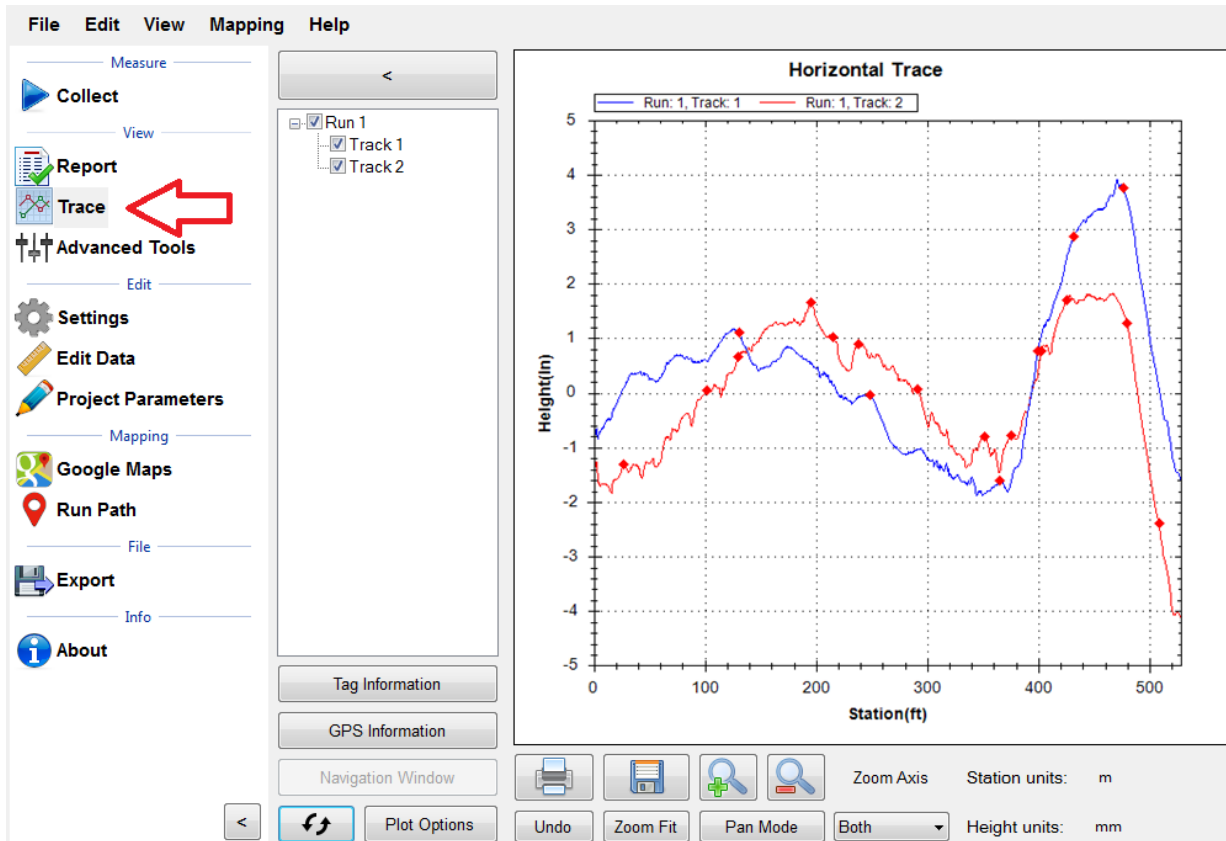 File Edit View Mapping Help
Measure
Collect
View
Report
Trace
Advanced Tools
Edit
Settings
Edit Data
Project Parameters
Mapping
Google Maps
Run Path
File
Export
Info
About
<
<
Run 1
Track 1
Track 2
Tag Information
GPS Information
Navigation Window
Plot Options
Horizontal Trace
Run: 1, Track: 1 Run: 1, Track: 2
5
4
3
2
1
0
-1
-2
-3
-4
-5
Height(in)
0 100 200 300 400 500
Station(ft)
Zoom Axis Station units: m
Undo Zoom Fit Pan Mode Both Height units: mm